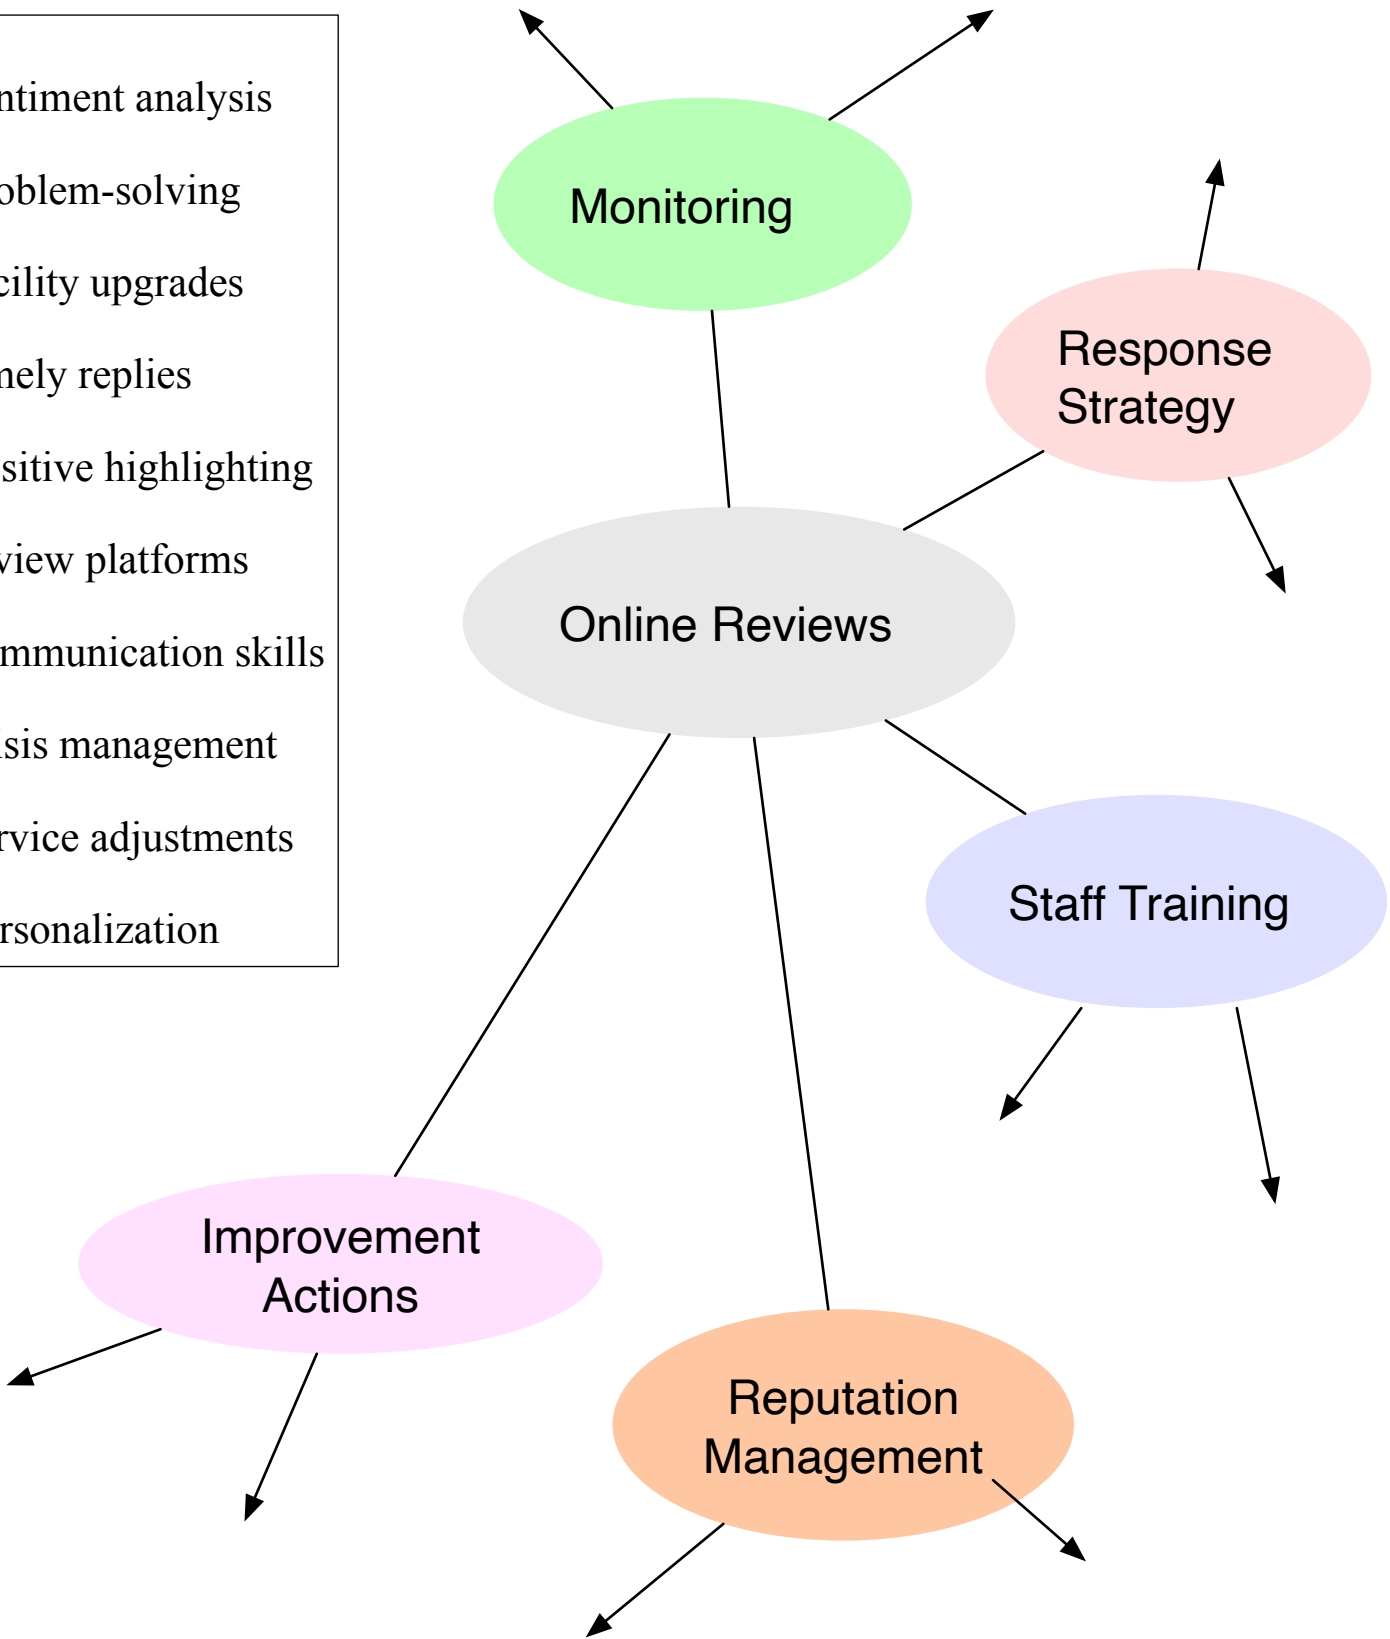 ntiment analysis
oblem-solving
cility upgrades
nely replies
sitive highlighting
view platforms
mmunication skills
isis management
rvice adjustments
rsonalization
Monitoring
Response
Strategy
Online Reviews
Staff Training
Improvement
Actions
Reputation
Management